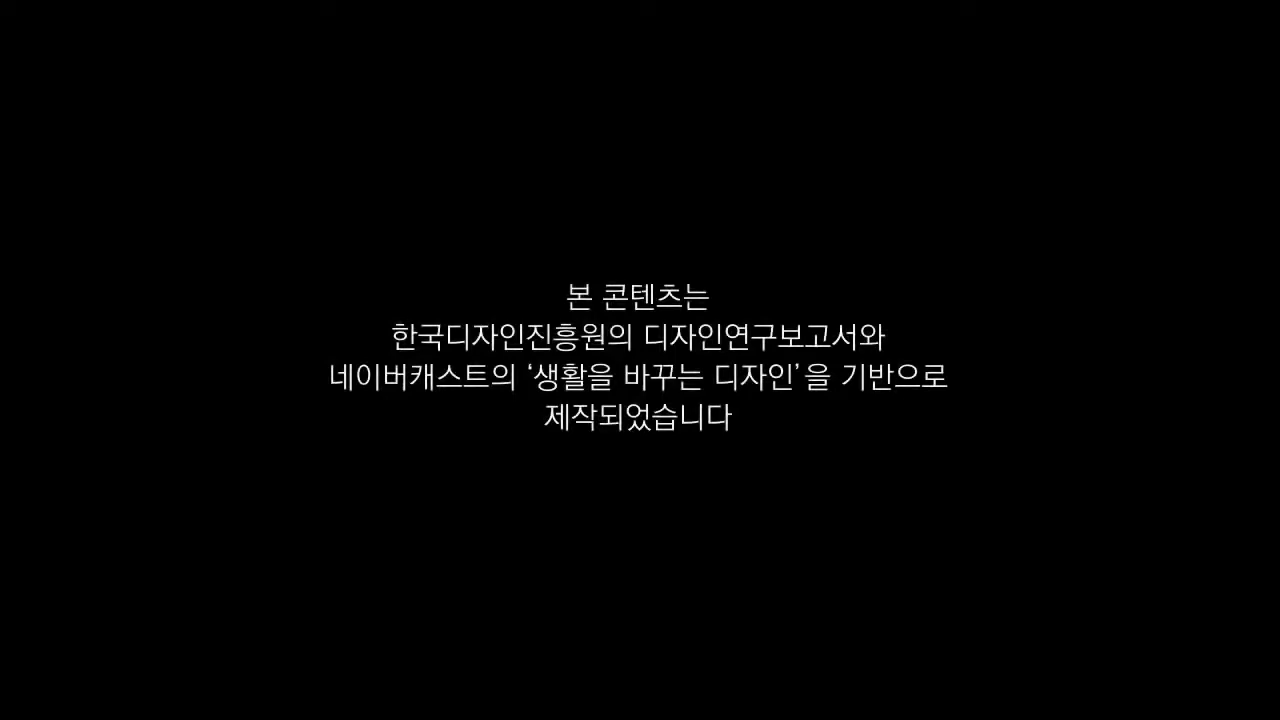 본 콘텐츠는
한국디자인진흥원의 디자인연구보고서와
네이버캐스트의 ‘생활을 바꾸는 디자인’을 기반으로
제작되었습니다